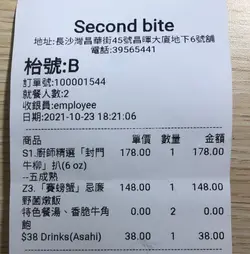 Second bite
地址:長沙灣昌華街45號昌暉大廈地下6號舖
電話:39565441
枱號:B
訂單號:100001544
就餐人數:2
收銀員:employee
日期:2021-10-23 18:21:06
商品 單價 數量 金額
S1.廚師精選「封門 178.00 1 178.00
牛柳」扒(6 oz)
--五成熟
Z3.「賽螃蟹」忌廉 148.00 1 148.00
野菌燉飯
特色餐湯、香脆牛角 0.00 2 0.00
飽
$38 Drinks(Asahi) 38.00 1 38.00